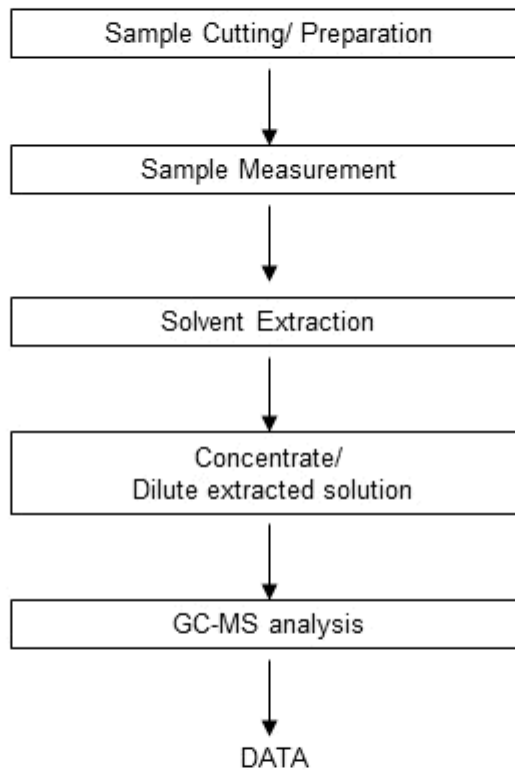 Sample Cutting/ Preparation
Sample Measurement
Solvent Extraction
Concentrate/
Dilute extracted solution
GC-MS analysis
DATA